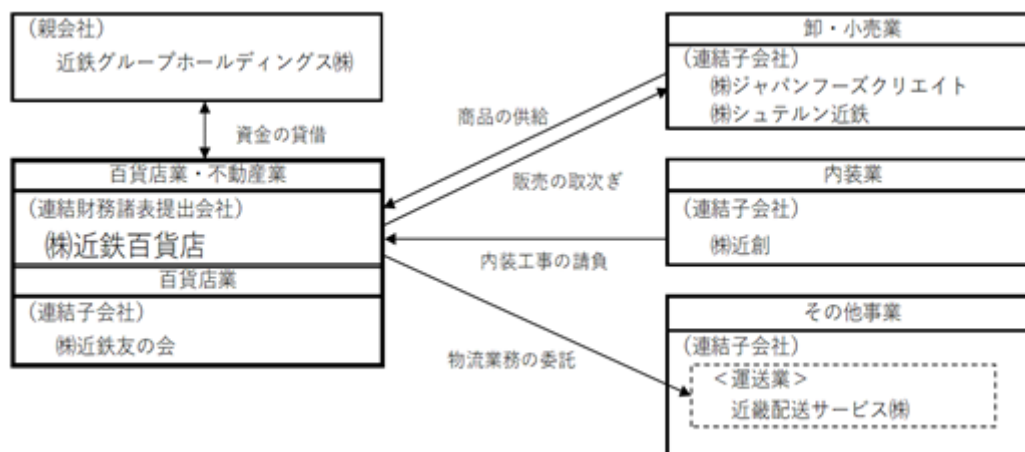 (親会社)
近鉄グループホールディングス㈱
資金の貸借
百貨店業・不動産業
(連結財務諸表提出会社)
㈱近鉄百貨店
百貨店業
(連結子会社)
㈱近鉄友の会
商品の供給
販売の取次ぎ
内装工事の請負
物流業務の委託
卸・小売業
(連結子会社)
㈱ジャパンフーズクリエイト
㈱シュテルン近鉄
内装業
(連結子会社)
㈱近創
その他事業
(連結子会社)
＜運送業＞
近畿配送サービス㈱